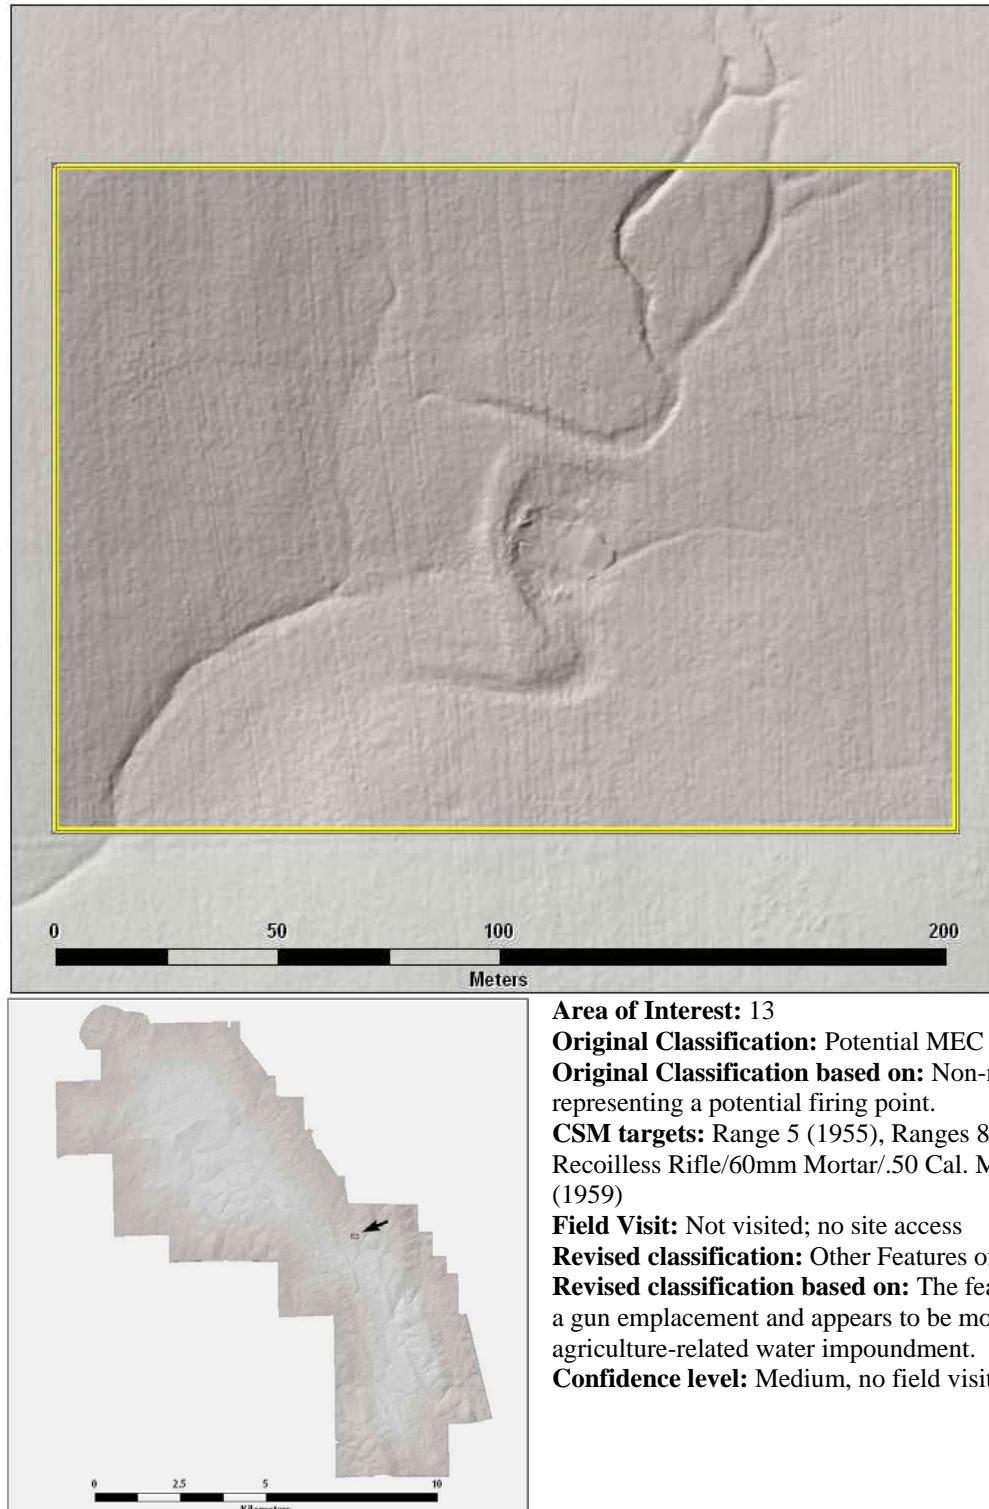 0 50 100 200
Meters
Area of Interest: 13
Original Classification: Potential MEC
Original Classification based on: Non-
representing a potential firing point.
CSM targets: Range 5 (1955), Ranges 8
Recoilless Rifle/60mm Mortar/.50 Cal. M
(1959)
Field Visit: Not visited; no site access
Revised classification: Other Features o
Revised classification based on: The fea
a gun emplacement and appears to be mo
agriculture-related water impoundment.
Confidence level: Medium, no field visit
0 2.5 5 10
Kilometers